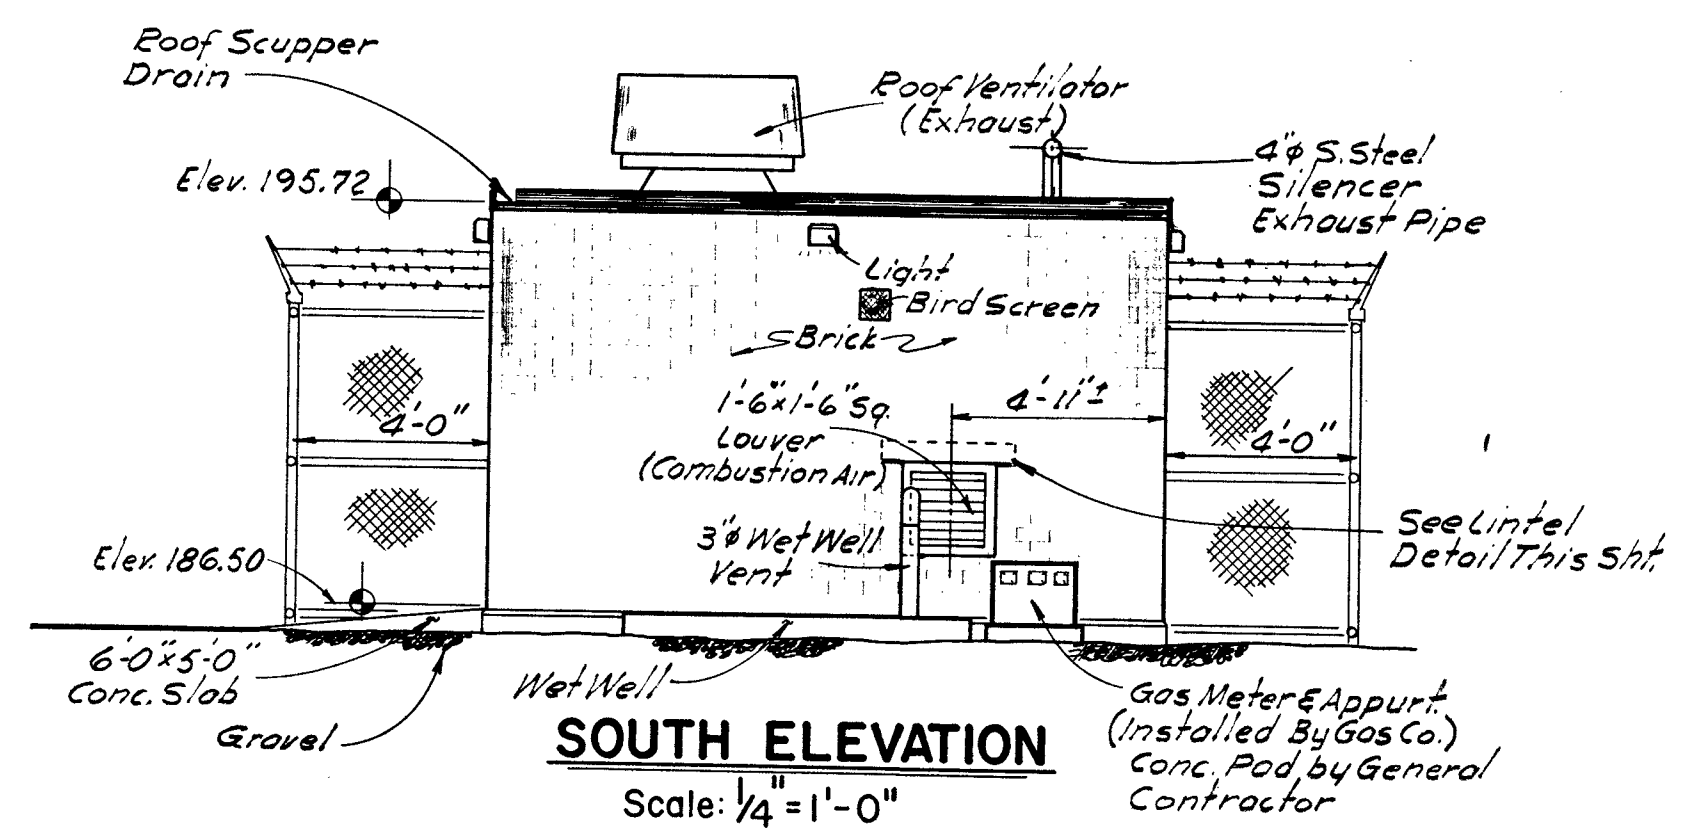 Roof Scupper
Drain
Roof Ventilator
(Exhaust)
4"φ S. Steel
Silencer
Exhaust Pipe
Elev. 195.72
Light
Bird Screen
Brick
1'-6"x1'-6" Sq.
Louver
(Combustion Air)
4'-11"±
4'-0"
4'-0"
See Lintel
Detail This Sht.
3"φ Wet Well
Vent
Elev. 186.50
6'-0"x5'-0"
Conc. Slab
Gravel
Wet Well
Gas Meter & Appurt.
(Installed By Gas Co.)
Conc. Pad by General
Contractor
SOUTH ELEVATION
Scale: 1/4" = 1'-0"